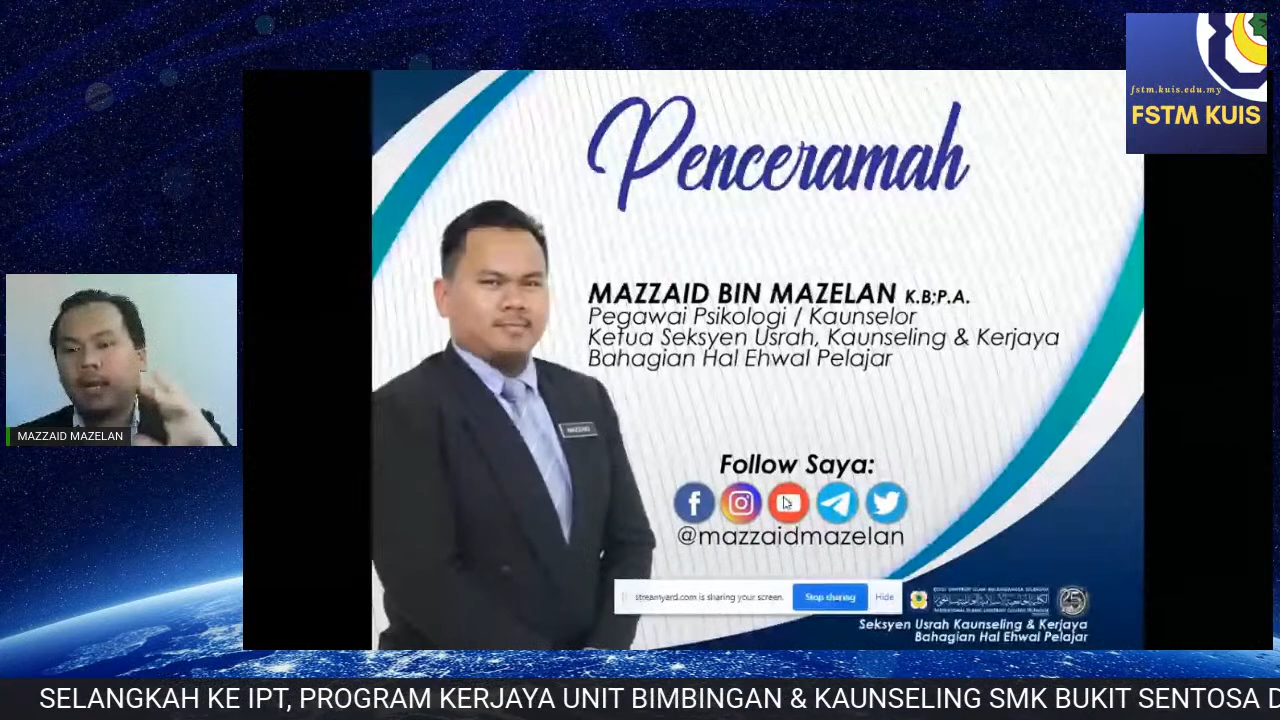 fstm.kuis.edu.my
FSTM KUIS
Penceramah
MAZZAID BIN MAZELAN K.B;P.A.
Pegawai Psikologi / Kaunselor
Ketua Seksyen Usrah, Kaunseling & Kerjaya
Bahagian Hal Ehwal Pelajar
MAZZAID MAZELAN
Follow Saya:
@mazzaidmazelan
streamyard.com is sharing your screen.
Stop sharing
Hide
25
Seksyen Usrah Kaunseling & Kerjaya
Bahagian Hal Ehwal Pelajar
SELANGKAH KE IPT, PROGRAM KERJAYA UNIT BIMBINGAN & KAUNSELING SMK BUKIT SENTOSA D